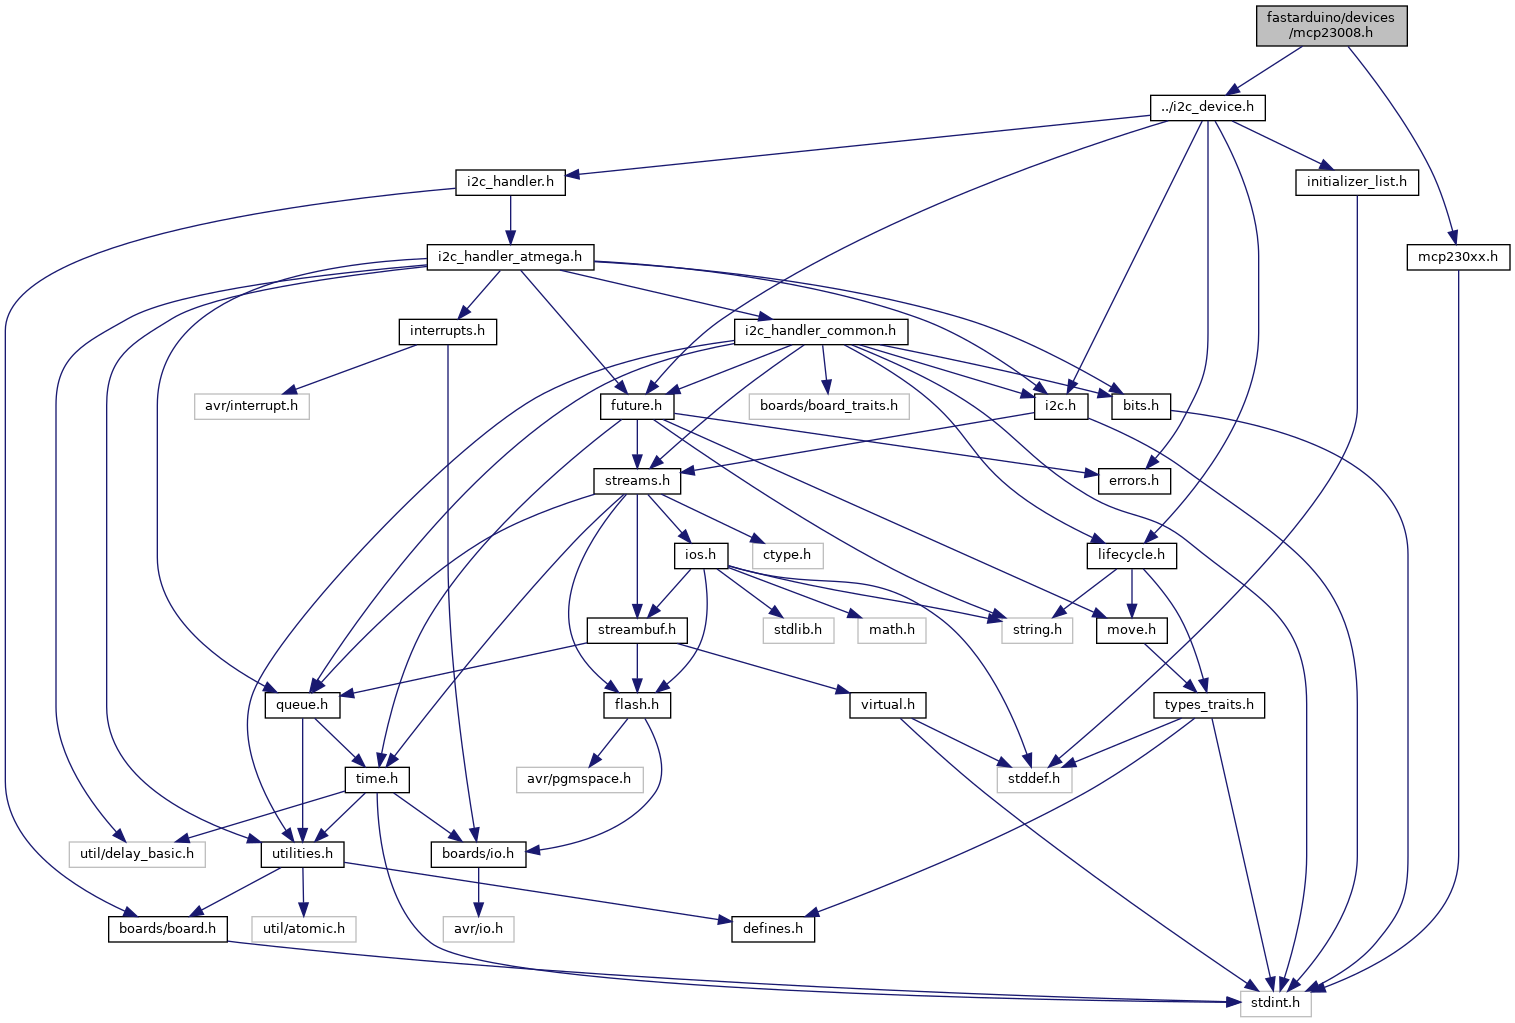 fastarduino/devices
/mcp23008.h
../i2c_device.h
i2c_handler.h
initializer_list.h
i2c_handler_atmega.h
mcp230xx.h
interrupts.h
i2c_handler_common.h
avr/interrupt.h
future.h
boards/board_traits.h
i2c.h
bits.h
streams.h
errors.h
ios.h
ctype.h
lifecycle.h
streambuf.h
stdlib.h
math.h
string.h
move.h
queue.h
flash.h
virtual.h
types_traits.h
time.h
avr/pgmspace.h
stddef.h
util/delay_basic.h
utilities.h
boards/io.h
boards/board.h
util/atomic.h
avr/io.h
defines.h
stdint.h